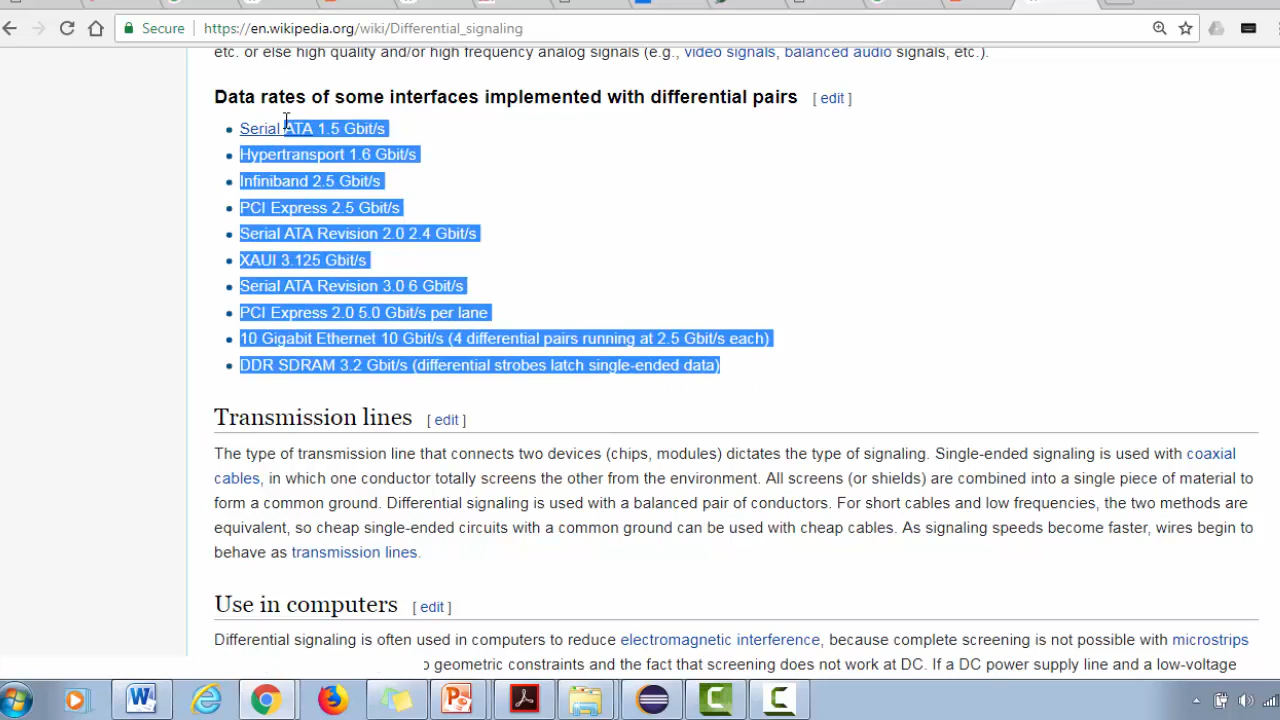 Secure https://en.wikipedia.org/wiki/Differential_signaling
etc. or else high quality and/or high frequency analog signals (e.g., video signals, balanced audio signals, etc.).
Data rates of some interfaces implemented with differential pairs [ edit ]
Serial ATA 1.5 Gbit/s
Hypertransport 1.6 Gbit/s
Infiniband 2.5 Gbit/s
PCI Express 2.5 Gbit/s
Serial ATA Revision 2.0 2.4 Gbit/s
XAUI 3.125 Gbit/s
Serial ATA Revision 3.0 6 Gbit/s
PCI Express 2.0 5.0 Gbit/s per lane
10 Gigabit Ethernet 10 Gbit/s (4 differential pairs running at 2.5 Gbit/s each)
DDR SDRAM 3.2 Gbit/s (differential strobes latch single-ended data)
Transmission lines [ edit ]
The type of transmission line that connects two devices (chips, modules) dictates the type of signaling. Single-ended signaling is used with coaxial
cables, in which one conductor totally screens the other from the environment. All screens (or shields) are combined into a single piece of material to
form a common ground. Differential signaling is used with a balanced pair of conductors. For short cables and low frequencies, the two methods are
equivalent, so cheap single-ended circuits with a common ground can be used with cheap cables. As signaling speeds become faster, wires begin to
behave as transmission lines.
Use in computers [ edit ]
Differential signaling is often used in computers to reduce electromagnetic interference, because complete screening is not possible with microstrips
geometric constraints and the fact that screening does not work at DC. If a DC power supply line and a low-voltage